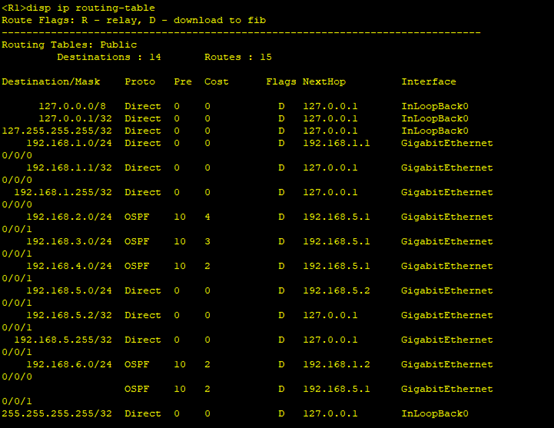 <R1>disp ip routing-table
Route Flags: R - relay, D - download to fib
------------------------------------------------------------------------------
Routing Tables: Public
         Destinations : 14       Routes : 15

Destination/Mask    Proto   Pre  Cost      Flags NextHop         Interface

      127.0.0.0/8   Direct  0    0           D   127.0.0.1       InLoopBack0
      127.0.0.1/32  Direct  0    0           D   127.0.0.1       InLoopBack0
127.255.255.255/32  Direct  0    0           D   127.0.0.1       InLoopBack0
    192.168.1.0/24  Direct  0    0           D   192.168.1.1     GigabitEthernet
0/0/0
    192.168.1.1/32  Direct  0    0           D   127.0.0.1       GigabitEthernet
0/0/0
  192.168.1.255/32  Direct  0    0           D   127.0.0.1       GigabitEthernet
0/0/0
    192.168.2.0/24  OSPF    10   4           D   192.168.5.1     GigabitEthernet
0/0/1
    192.168.3.0/24  OSPF    10   3           D   192.168.5.1     GigabitEthernet
0/0/1
    192.168.4.0/24  OSPF    10   2           D   192.168.5.1     GigabitEthernet
0/0/1
    192.168.5.0/24  Direct  0    0           D   192.168.5.2     GigabitEthernet
0/0/1
    192.168.5.2/32  Direct  0    0           D   127.0.0.1       GigabitEthernet
0/0/1
  192.168.5.255/32  Direct  0    0           D   127.0.0.1       GigabitEthernet
0/0/1
    192.168.6.0/24  OSPF    10   2           D   192.168.1.2     GigabitEthernet
0/0/0
                    OSPF    10   2           D   192.168.5.1     GigabitEthernet
0/0/1
255.255.255.255/32  Direct  0    0           D   127.0.0.1       InLoopBack0